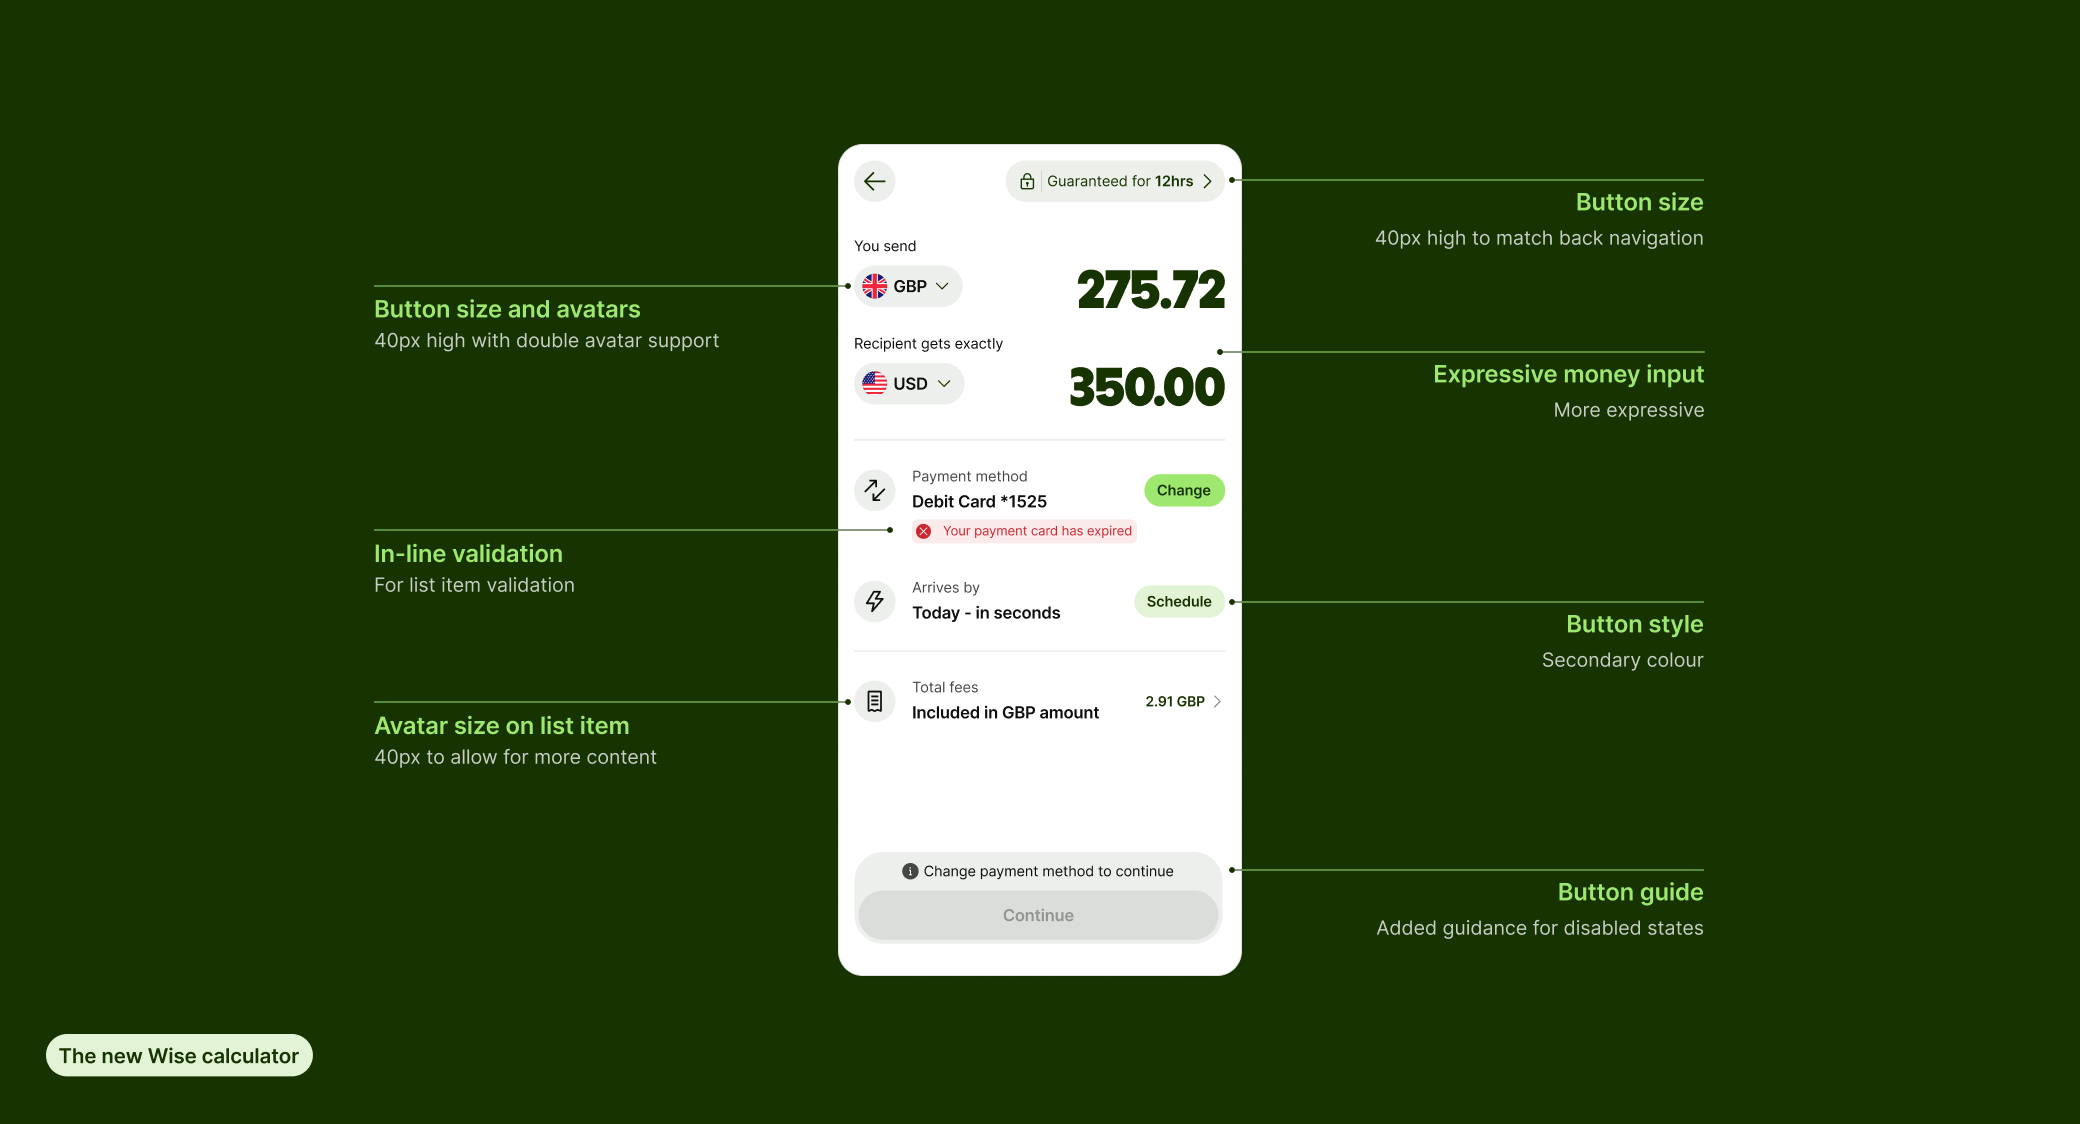 Guaranteed for 12hrs
Button size
40px high to match back navigation
You send
GBP
275.72
Button size and avatars
40px high with double avatar support
Recipient gets exactly
USD
350.00
Expressive money input
More expressive
Payment method
Debit Card *1525
Change
Your payment card has expired
In-line validation
For list item validation
Arrives by
Today - in seconds
Schedule
Button style
Secondary colour
Total fees
Included in GBP amount
2.91 GBP
Avatar size on list item
40px to allow for more content
Change payment method to continue
Continue
Button guide
Added guidance for disabled states
The new Wise calculator